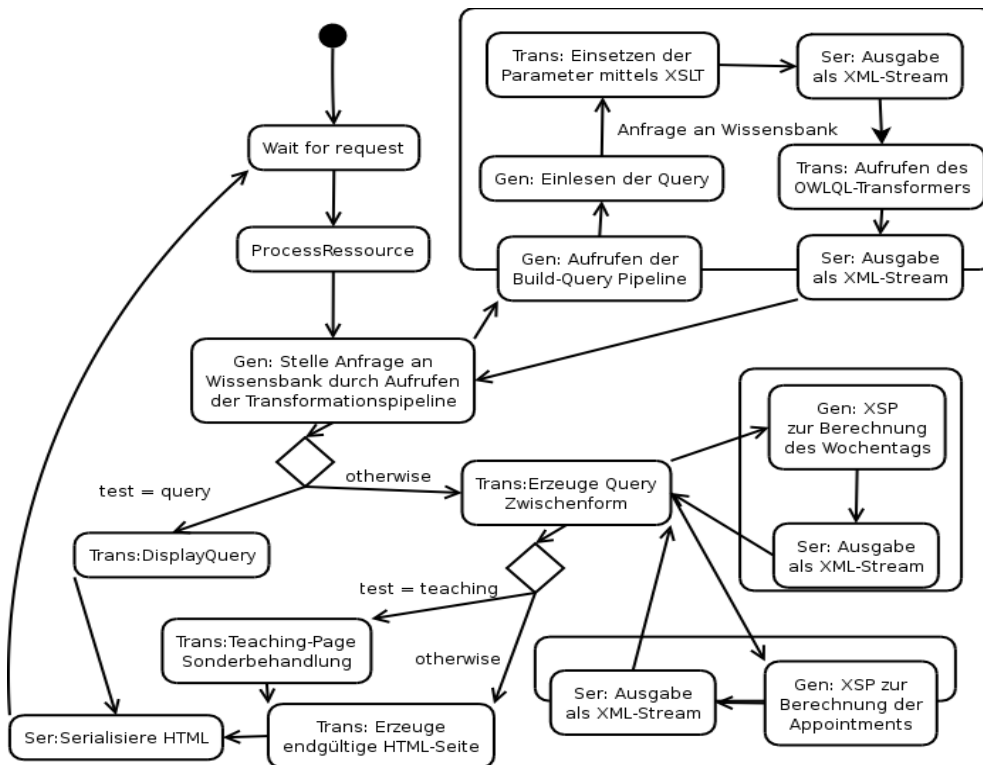 Trans: Einsetzen der
Parameter mittels XSLT
Ser: Ausgabe
als XML-Stream
Anfrage an Wissensbank
Wait for request
Gen: Einlesen der Query
Trans: Aufrufen des
OWLQL-Transformers
ProcessRessource
Gen: Aufrufen der
Build-Query Pipeline
Ser: Ausgabe
als XML-Stream
Gen: Stelle Anfrage an
Wissensbank durch Aufrufen
der Transformationspipeline
Gen: XSP
zur Berechnung
des Wochentags
otherwise
test = query
Trans:Erzeuge Query
Zwischenform
Trans:DisplayQuery
Ser: Ausgabe
als XML-Stream
test = teaching
Trans:Teaching-Page
Sonderbehandlung
otherwise
Ser: Ausgabe
als XML-Stream
Gen: XSP zur
Berechnung der
Appointments
Ser:Serialisiere HTML
Trans: Erzeuge
endgültige HTML-Seite